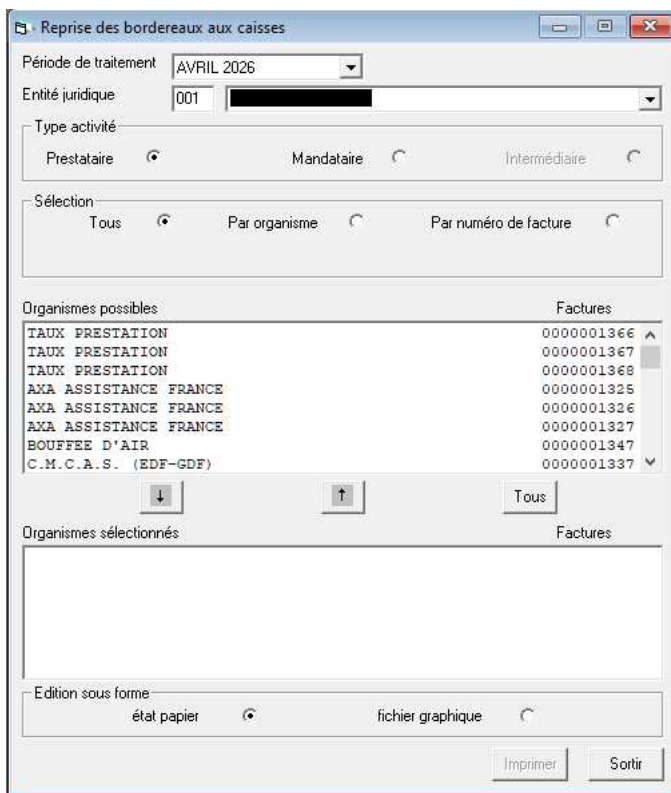 Reprise des bordereaux aux caisses
Période de traitement AVRIL 2026
Entité juridique 001
Type activité
Prestataire Mandataire Intermédiaire
Sélection
Tous Par organisme Par numéro de facture
Organismes possibles Factures
TAUX PRESTATION 0000001366
TAUX PRESTATION 0000001367
TAUX PRESTATION 0000001368
AXA ASSISTANCE FRANCE 0000001325
AXA ASSISTANCE FRANCE 0000001326
AXA ASSISTANCE FRANCE 0000001327
BOUFFEE D'AIR 0000001347
C.M.C.A.S. (EDF-GDF) 0000001337
Tous
Organismes sélectionnés Factures
Edition sous forme
état papier fichier graphique
Imprimer Sortir